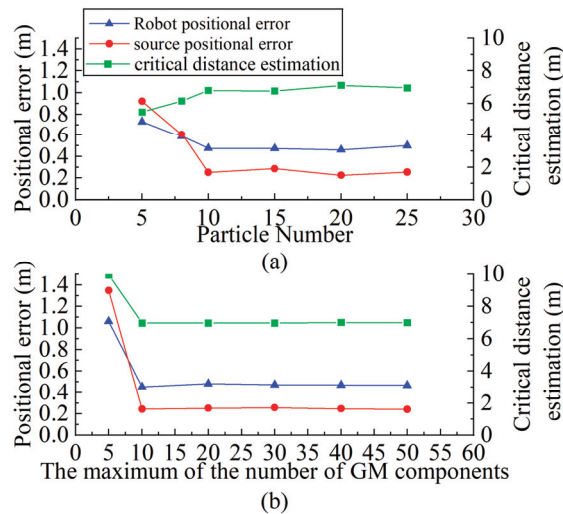 Robot positional error
source positional error
critical distance estimation
Positional error (m)
1.4
1.2
1.0
0.8
0.6
0.4
0.2
0.0
10
8
6
4
2
0
Critical distance
estimation (m)
0 5 10 15 20 25 30
Particle Number
(a)
Positional error (m)
1.4
1.2
1.0
0.8
0.6
0.4
0.2
0.0
10
8
6
4
2
0
Critical distance
estimation (m)
0 5 10 15 20 25 30 35 40 45 50 55 60
The maximum of the number of GM components
(b)